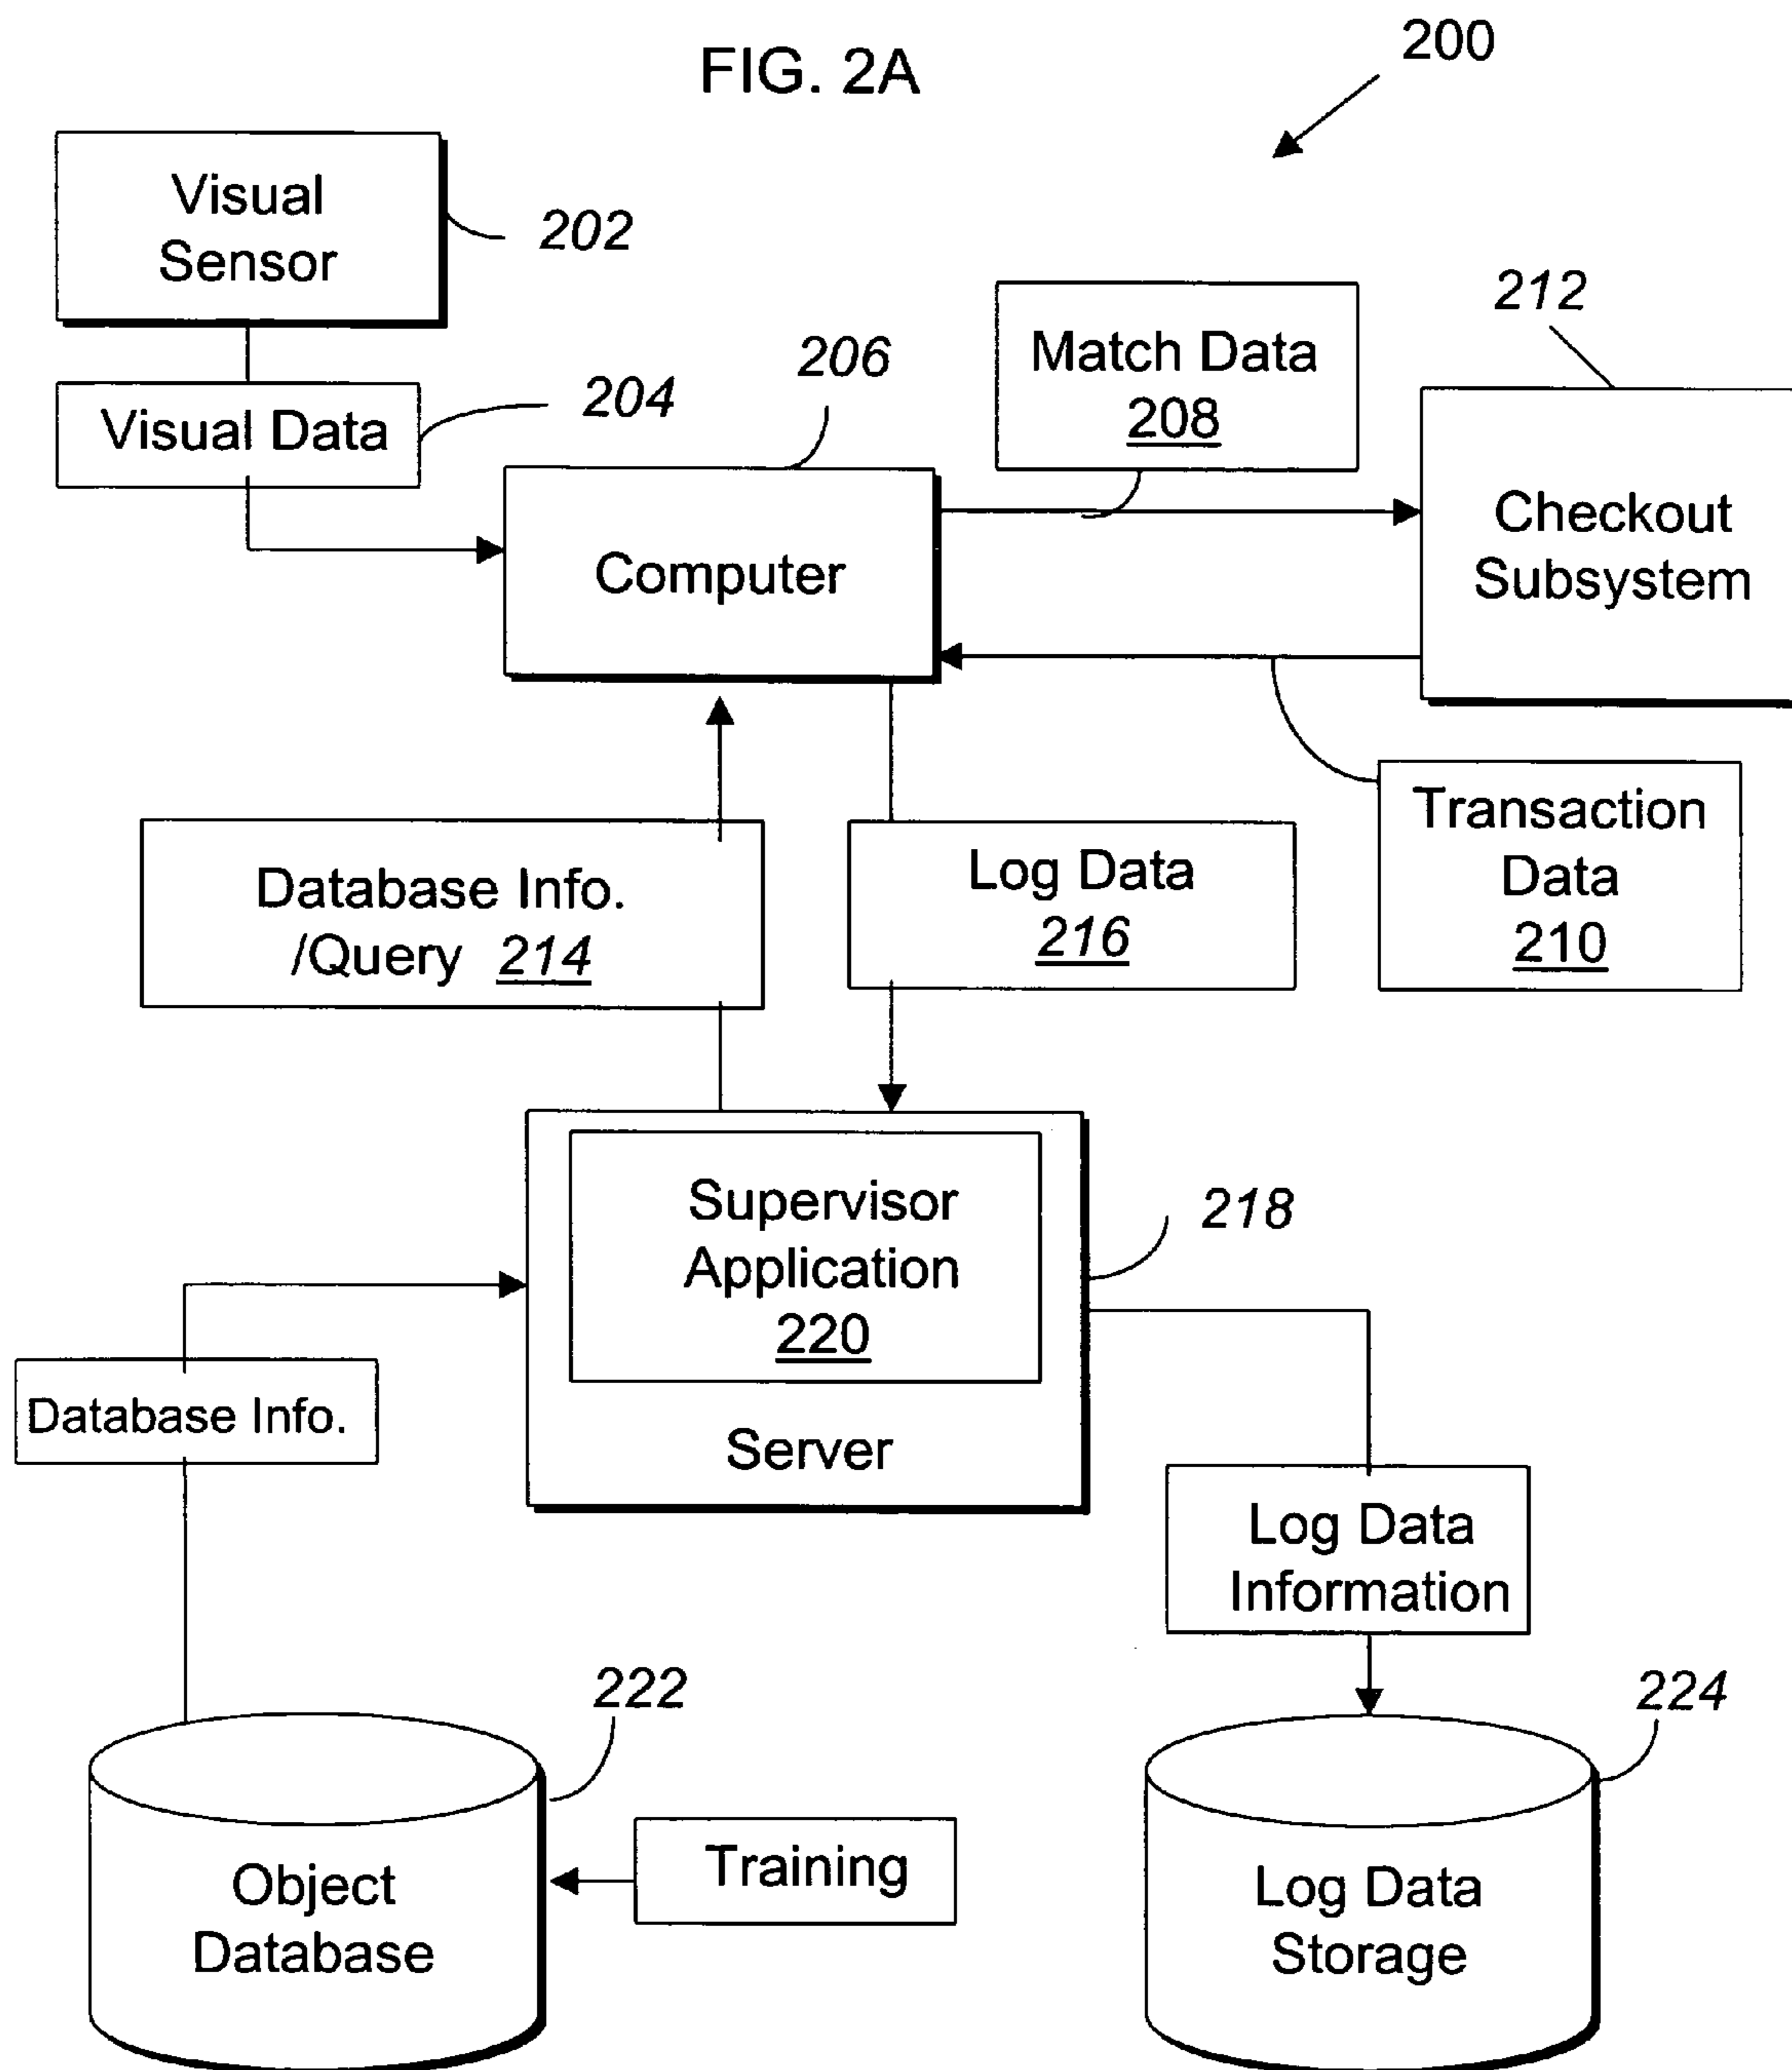 FIG. 2A
200
Visual
Sensor
202
Visual Data
204
206
Computer
Match Data
208
212
Checkout
Subsystem
Transaction
Data
210
Database Info.
/Query 214
Log Data
216
Supervisor
Application
220
Server
218
Database Info.
Log Data
Information
222
Object
Database
Training
224
Log Data
Storage